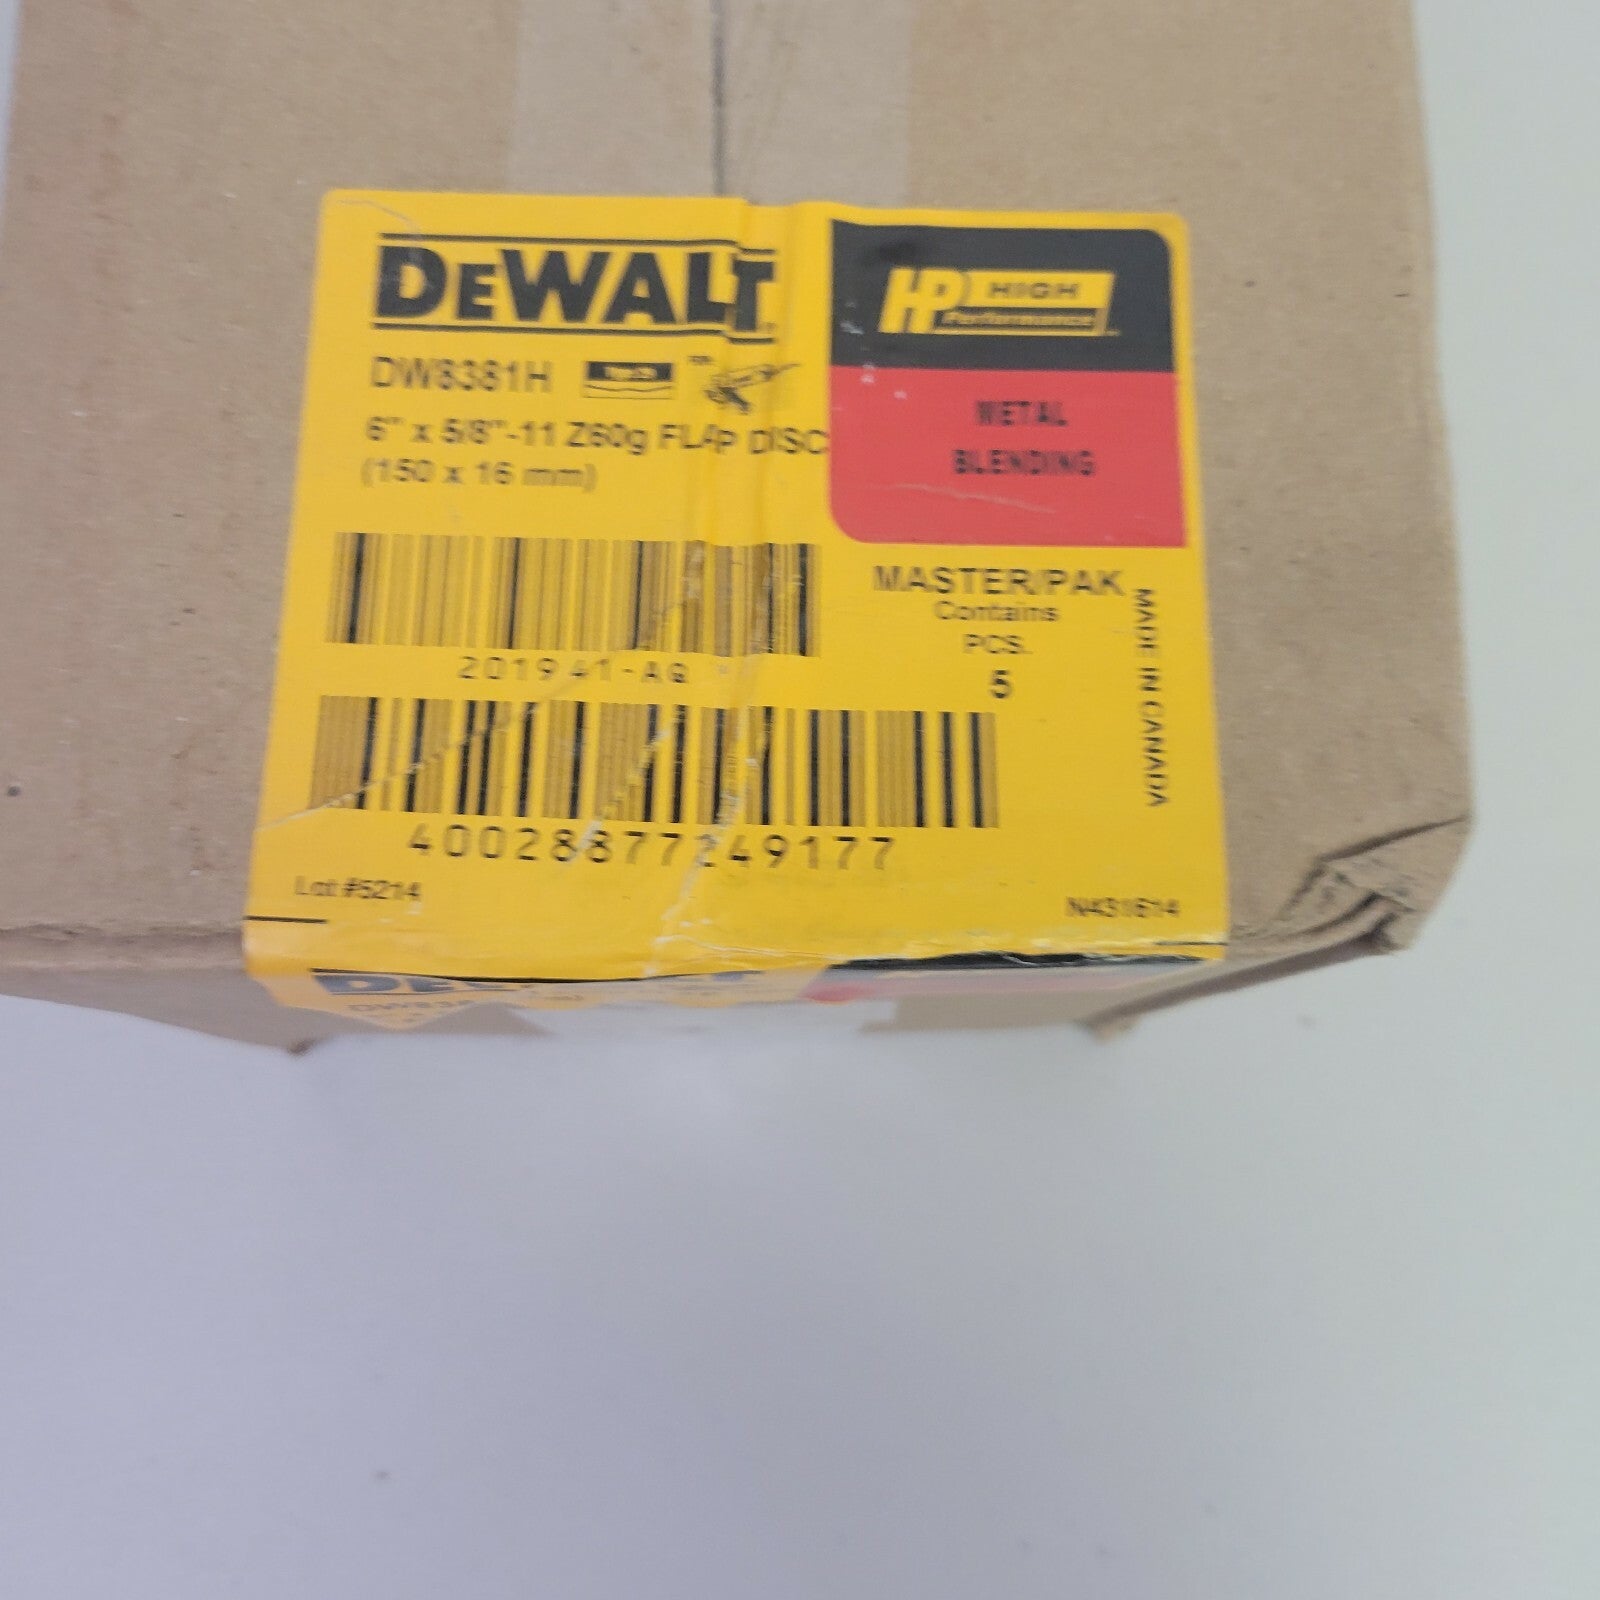 DEWALT
HP HIGH
Performance
DW8381H
6" x 5/8"-11 Z60g FLAP DISC
(150 x 16 mm)
METAL
BLENDING
MASTER/PAK
Contains
PCS.
5
MADE IN CANADA
201941-AQ
40028877249177
Lot #5214
N431614